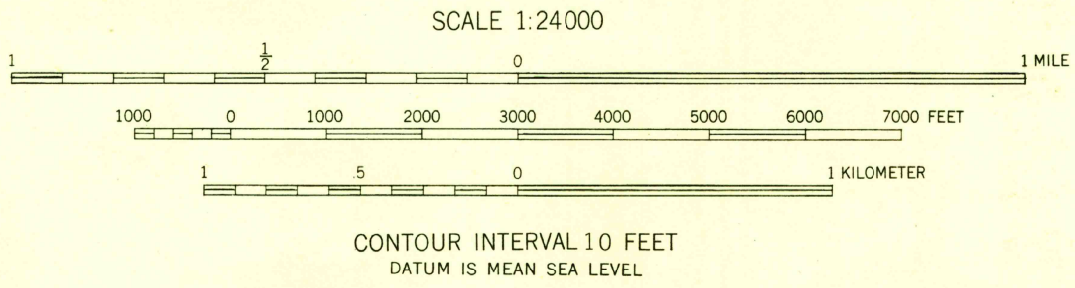 SCALE 1:24000
1 1/2 0 1 MILE
1000 0 1000 2000 3000 4000 5000 6000 7000 FEET
1 .5 0 1 KILOMETER
CONTOUR INTERVAL 10 FEET
DATUM IS MEAN SEA LEVEL